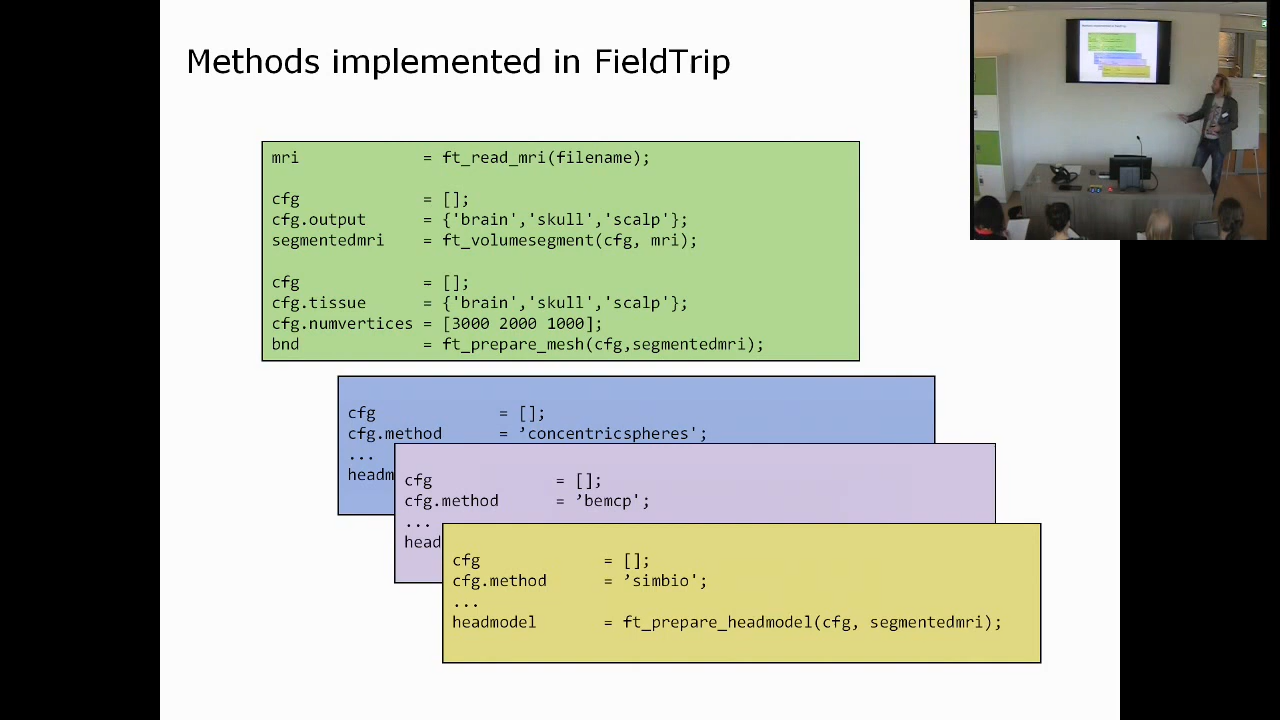 Methods implemented in FieldTrip
mri = ft_read_mri(filename);
cfg = [];
cfg.output = {'brain','skull','scalp'};
segmentedmri = ft_volumesegment(cfg, mri);
cfg = [];
cfg.tissue = {'brain','skull','scalp'};
cfg.numvertices = [3000 2000 1000];
bnd = ft_prepare_mesh(cfg,segmentedmri);
cfg = [];
cfg.method = ’concentricspheres';
...
headm
cfg = [];
cfg.method = ’bemcp';
...
head
cfg = [];
cfg.method = ’simbio';
...
headmodel = ft_prepare_headmodel(cfg, segmentedmri);